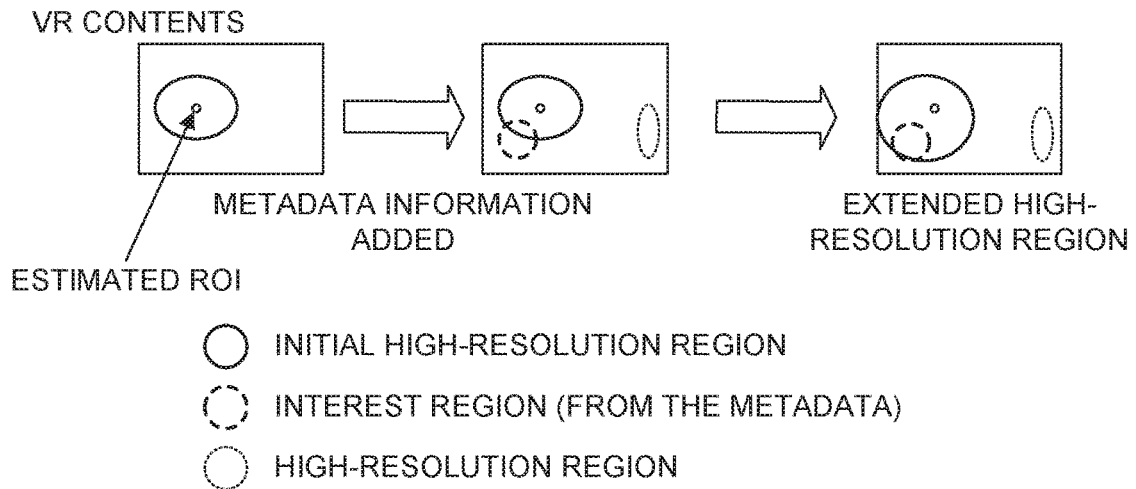 VR CONTENTS
METADATA INFORMATION
ADDED
EXTENDED HIGH-
RESOLUTION REGION
ESTIMATED ROI
INITIAL HIGH-RESOLUTION REGION
INTEREST REGION (FROM THE METADATA)
HIGH-RESOLUTION REGION